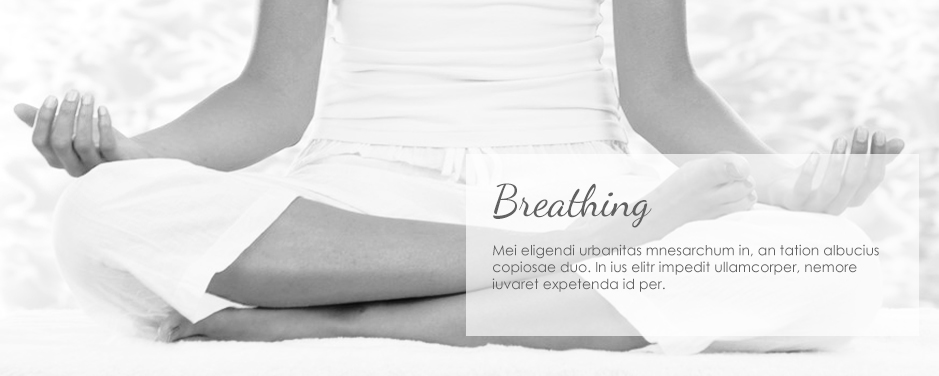 Breathing
Mei eligendi urbanitas mnesarchum in, an tation albucius
copiosae duo. In ius elitr impedit ullamcorper, nemore
iuvaret expetenda id per.